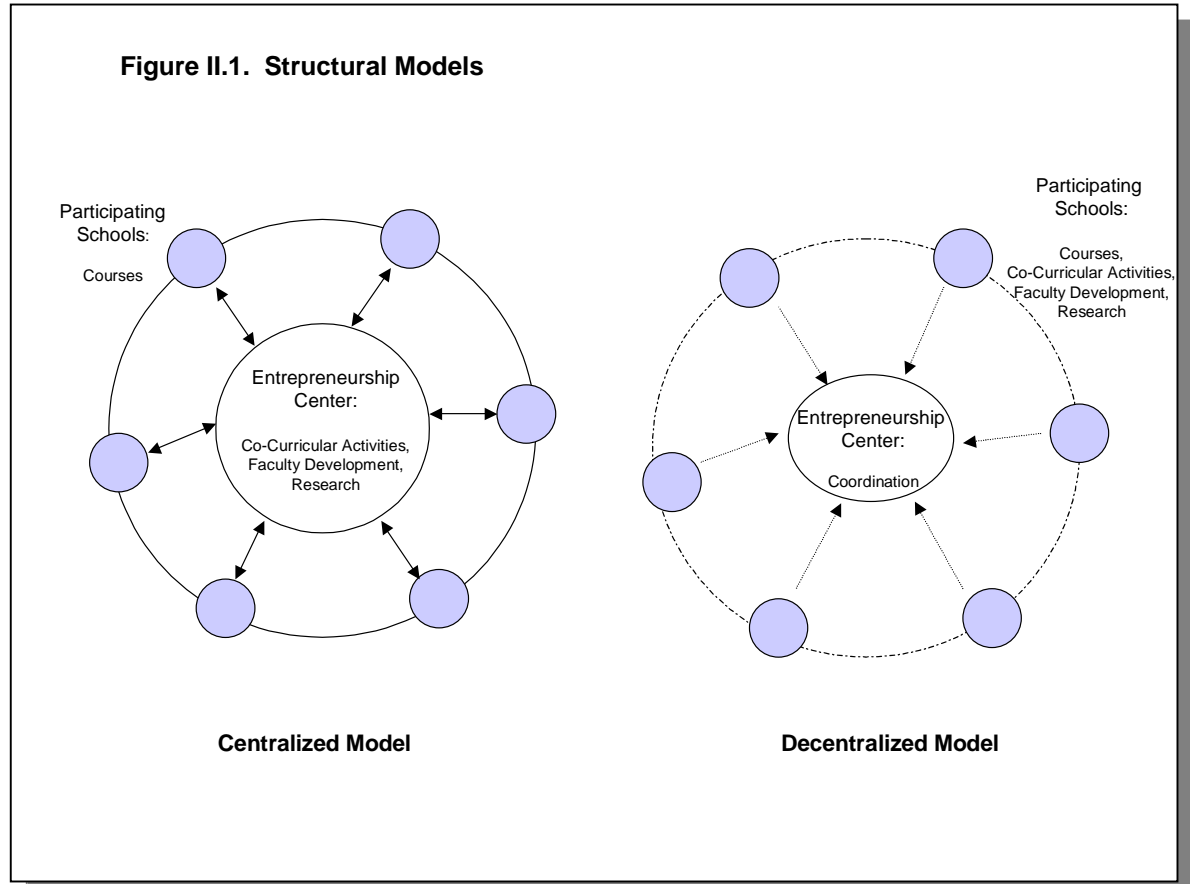 Figure II.1. Structural Models
Participating
Schools:
Courses
Entrepreneurship
Center:
Co-Curricular Activities,
Faculty Development,
Research
Centralized Model
Participating
Schools:
Courses,
Co-Curricular Activities,
Faculty Development,
Research
Entrepreneurship
Center:
Coordination
Decentralized Model